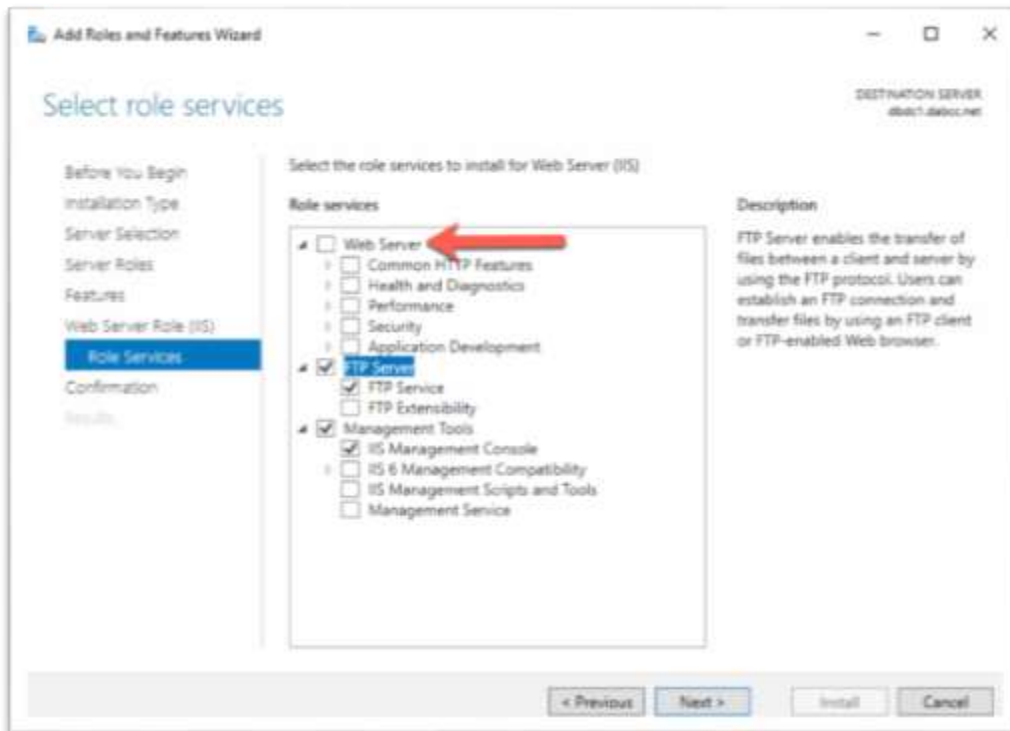 Add Roles and Features Wizard
Select role services
DESTINATION SERVER
dbdc1.dabcc.net
Before You Begin
Installation Type
Server Selection
Server Roles
Features
Web Server Role (IIS)
Role Services
Confirmation
Results
Select the role services to install for Web Server (IIS)
Role services
Web Server
Common HTTP Features
Health and Diagnostics
Performance
Security
Application Development
FTP Server
FTP Service
FTP Extensibility
Management Tools
IIS Management Console
IIS 6 Management Compatibility
IIS Management Scripts and Tools
Management Service
Description
FTP Server enables the transfer of
files between a client and server by
using the FTP protocol. Users can
establish an FTP connection and
transfer files by using an FTP client
or FTP-enabled Web browser.
< Previous
Next >
Install
Cancel